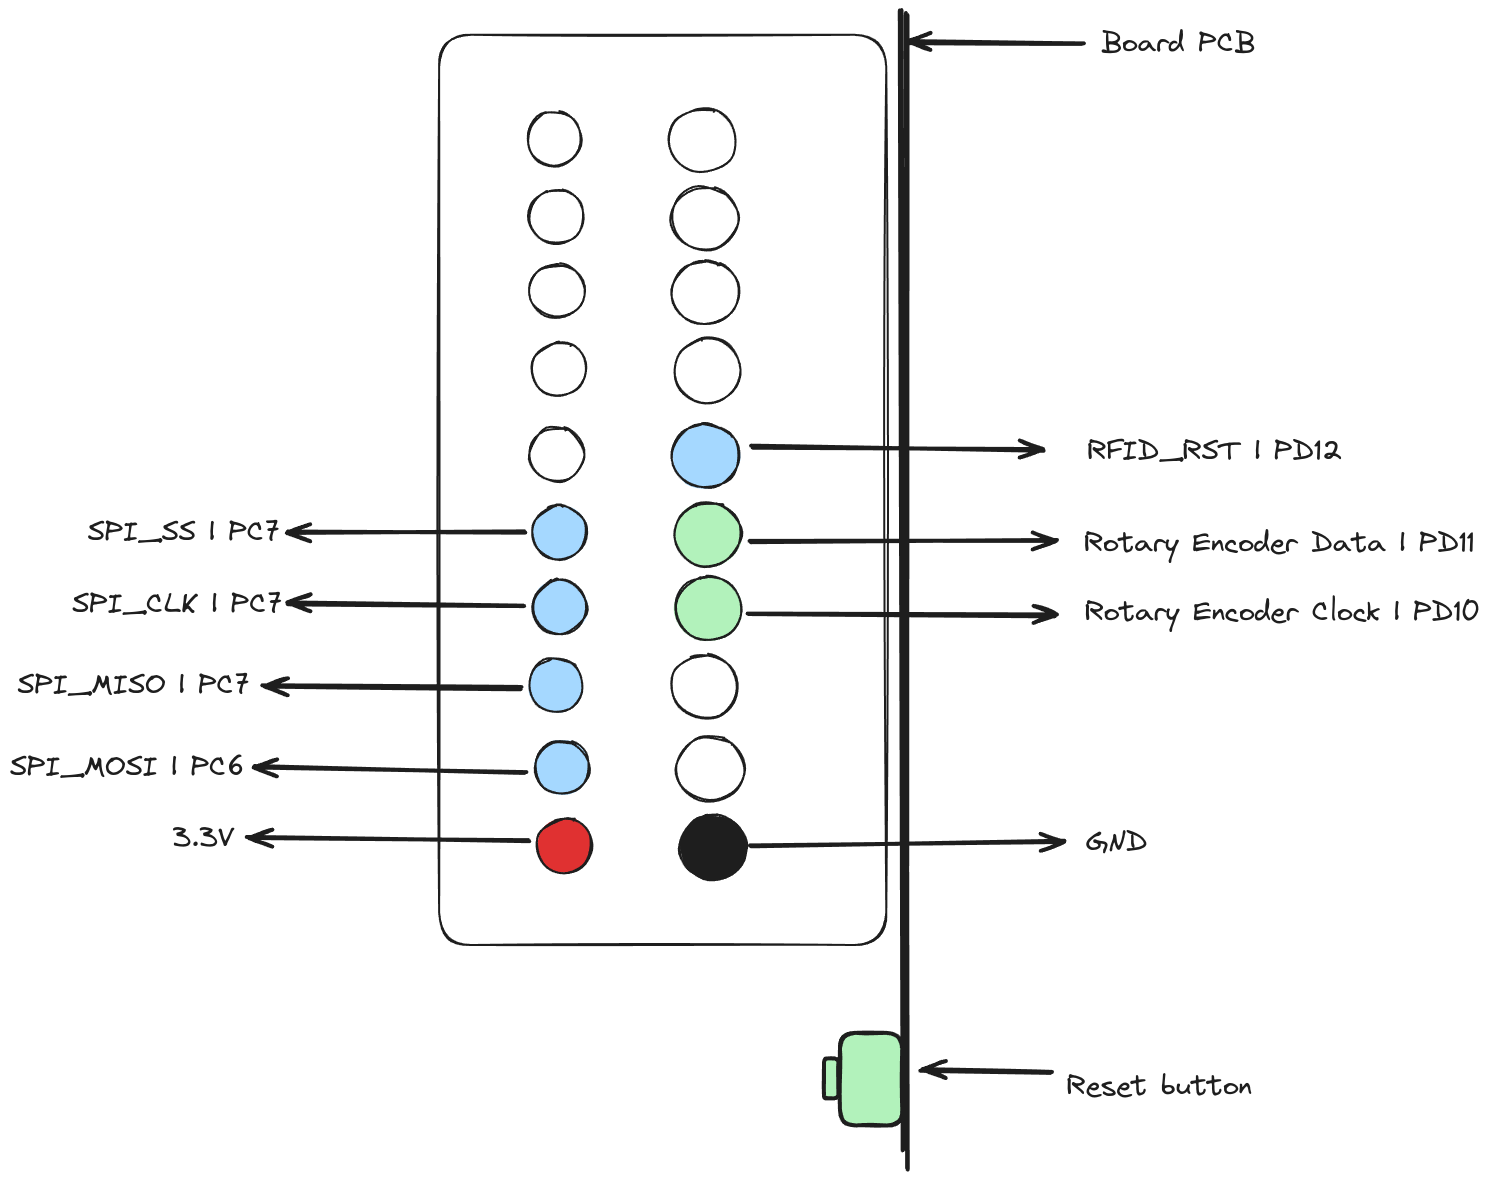 Board PCB
RFID_RST | PD12
SPI_SS | PC7
Rotary Encoder Data | PD11
SPI_CLK | PC7
Rotary Encoder Clock | PD10
SPI_MISO | PC7
SPI_MOSI | PC6
3.3V
GND
Reset button